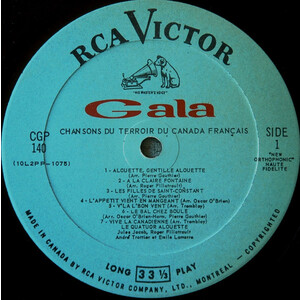 RCA VICTOR
"HIS MASTER'S VOICE"
Gala
CHANSONS DU TERROIR DU CANADA FRANÇAIS
CGP
140
(10L2PP-1075)
SIDE
1
"NEW
ORTHOPHONIC"
HAUTE
FIDELITE
1 - ALOUETTE, GENTILLE ALOUETTE
(Arr. Pierre Gauthier)
2 - A LA CLAIRE FONTAINE
(Arr. Roger Filiatrault)
3 - LES FILLES DE SAINT-CONSTANT
(Arr. Pierre Gauthier)
4 - L'APPETIT VIENT EN MANGEANT (Arr. Oscar O'Brien)
5 - V'LA L'BON VENT (Arr. Pierre Gauthier)
6 - LE BAL CHEZ BOULE
(Arr. Oscar O'Brien-Harm. Pierre Gauthier)
7 - VIVE LA CANADIENNE (Arr. Trembley)
LE QUATUOR ALOUETTE
Jules Jacob, Roger Filiatrault
André Trottier et Emile Lamarre
LONG 33⅓ PLAY
MADE IN CANADA BY RCA VICTOR COMPANY, LTD., MONTREAL - COPYRIGHTED